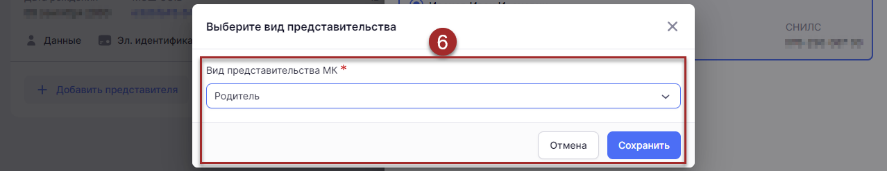 Выберите вид представительства
6
СНИЛС
Данные
Эл. идентифика
Вид представительства МК *
Добавить представителя
Родитель
Отмена
Сохранить